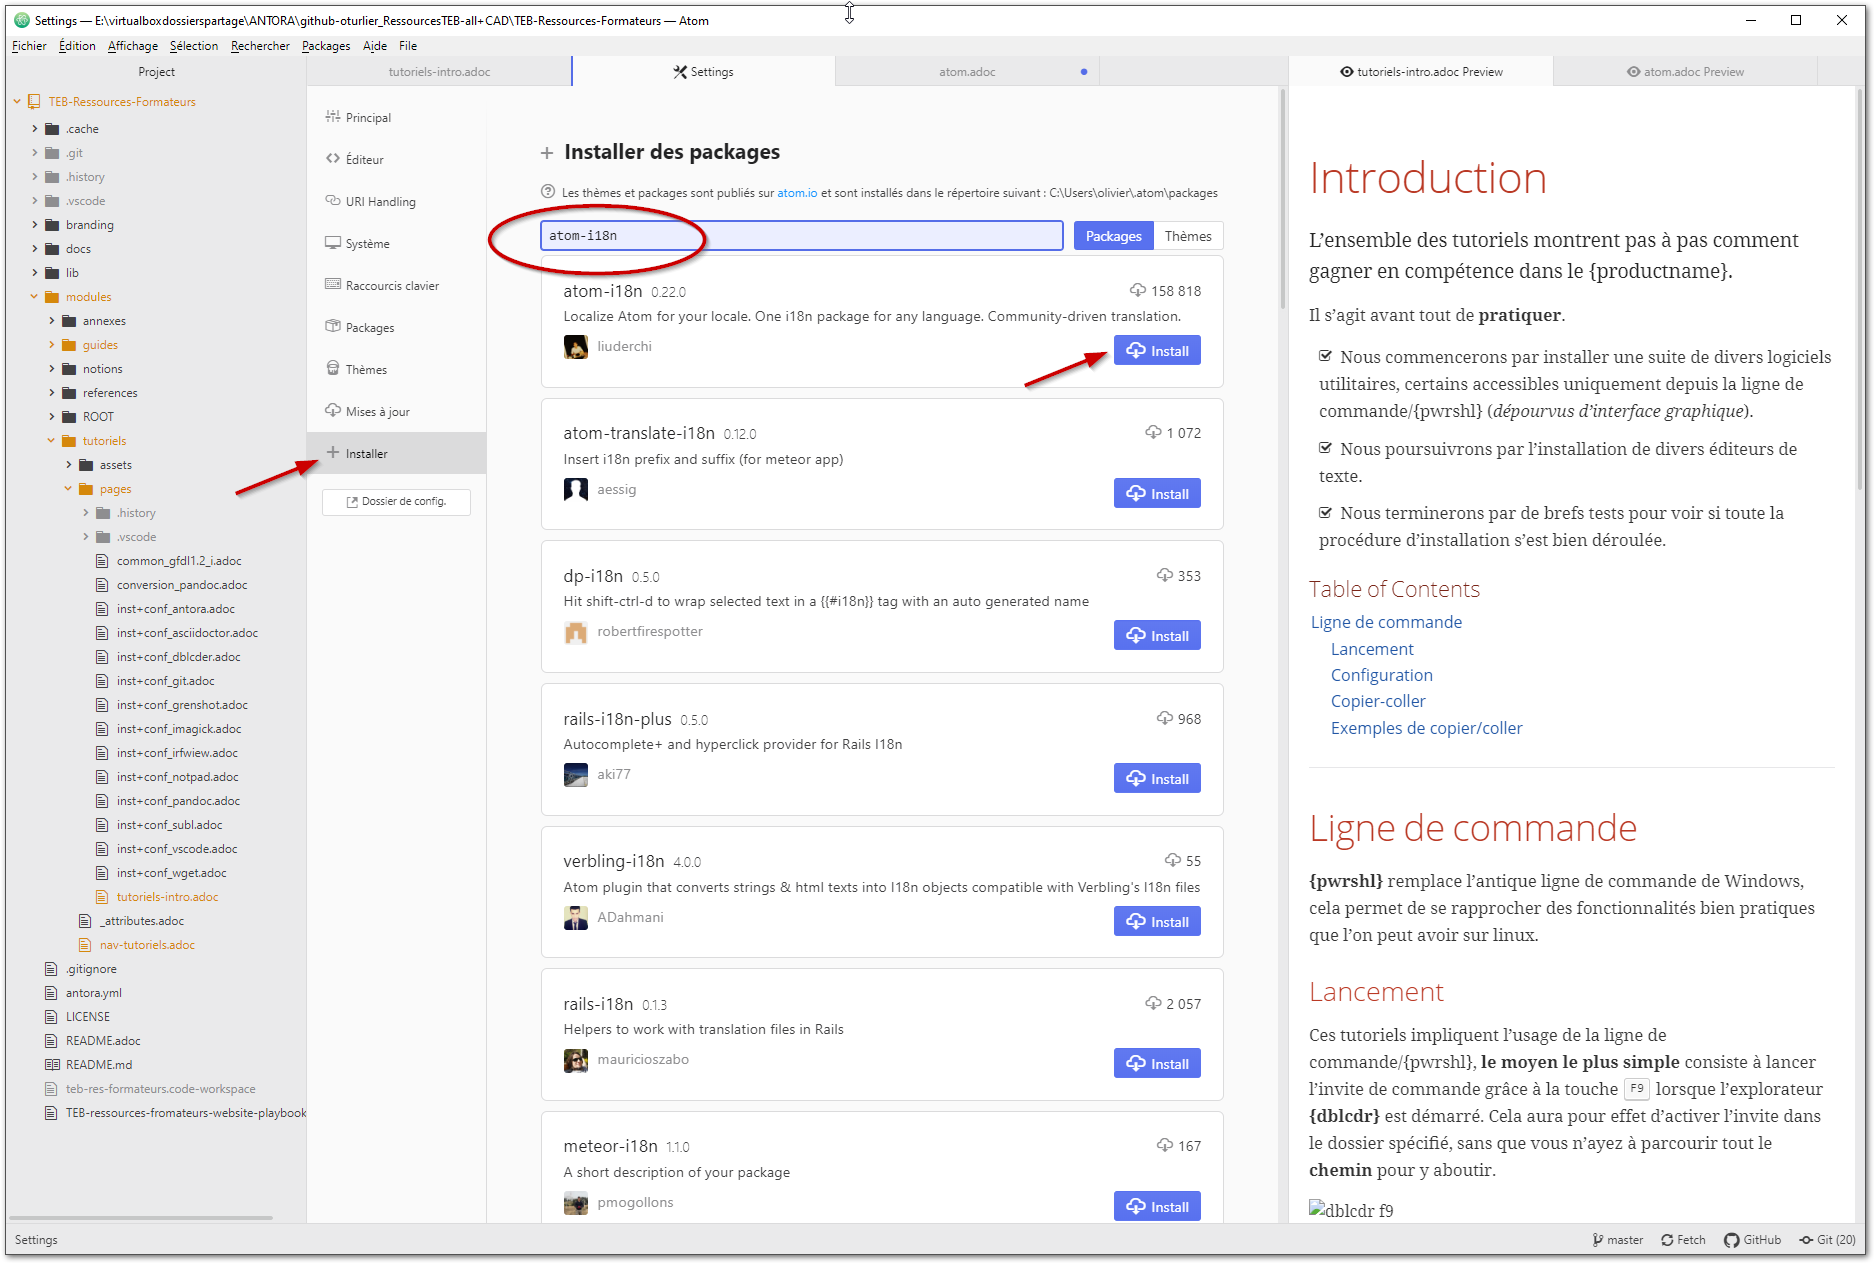 Settings — E:\virtualboxdossierspartage\ANTORA\github-oturlier_RessourcesTEB-all+CAD\TEB-Ressources-Formateurs — Atom
Fichier Édition Affichage Sélection Rechercher Packages Aide File
Project
tutoriels-intro.adoc
Settings
atom.adoc
tutoriels-intro.adoc Preview
atom.adoc Preview
TEB-Ressources-Formateurs
.cache
.git
.history
.vscode
branding
docs
lib
modules
annexes
guides
notions
references
ROOT
tutoriels
assets
pages
.history
.vscode
common_gfdl1.2_i.adoc
conversion_pandoc.adoc
inst+conf_antora.adoc
inst+conf_asciidoctor.adoc
inst+conf_dblcder.adoc
inst+conf_git.adoc
inst+conf_grenshot.adoc
inst+conf_imagick.adoc
inst+conf_irfwiew.adoc
inst+conf_notpad.adoc
inst+conf_pandoc.adoc
inst+conf_subl.adoc
inst+conf_vscode.adoc
inst+conf_wget.adoc
tutoriels-intro.adoc
_attributes.adoc
nav-tutoriels.adoc
.gitignore
antora.yml
LICENSE
README.adoc
README.md
teb-res-formateurs.code-workspace
TEB-ressources-fromateurs-website-playbook
Principal
Éditeur
URI Handling
Système
Raccourcis clavier
Packages
Thèmes
Mises à jour
Installer
Dossier de config.
Installer des packages
Les thèmes et packages sont publiés sur atom.io et sont installés dans le répertoire suivant : C:\Users\olivier\.atom\packages
atom-i18n
Packages Thèmes
atom-i18n 0.22.0 158 818
Localize Atom for your locale. One i18n package for any language. Community-driven translation.
liuderchi Install
atom-translate-i18n 0.12.0 1 072
Insert i18n prefix and suffix (for meteor app)
aessig Install
dp-i18n 0.5.0 353
Hit shift-ctrl-d to wrap selected text in a {{#i18n}} tag with an auto generated name
robertfirespotter Install
rails-i18n-plus 0.5.0 968
Autocomplete+ and hyperclick provider for Rails I18n
aki77 Install
verbling-i18n 4.0.0 55
Atom plugin that converts strings & html texts into I18n objects compatible with Verbling's I18n files
ADahmani Install
rails-i18n 0.1.3 2 057
Helpers to work with translation files in Rails
mauricioszabo Install
meteor-i18n 1.1.0 167
A short description of your package
pmogollons Install
Introduction
L’ensemble des tutoriels montrent pas à pas comment
gagner en compétence dans le {productname}.
Il s’agit avant tout de pratiquer.
Nous commencerons par installer une suite de divers logiciels
utilitaires, certains accessibles uniquement depuis la ligne de
commande/{pwrshl} (dépourvus d’interface graphique).
Nous poursuivrons par l’installation de divers éditeurs de
texte.
Nous terminerons par de brefs tests pour voir si toute la
procédure d’installation s’est bien déroulée.
Table of Contents
Ligne de commande
Lancement
Configuration
Copier-coller
Exemples de copier/coller
Ligne de commande
{pwrshl} remplace l’antique ligne de commande de Windows,
cela permet de se rapprocher des fonctionnalités bien pratiques
que l’on peut avoir sur linux.
Lancement
Ces tutoriels impliquent l’usage de la ligne de
commande/{pwrshl}, le moyen le plus simple consiste à lancer
l’invite de commande grâce à la touche F9 lorsque l’explorateur
{dblcdr} est démarré. Cela aura pour effet d’activer l’invite dans
le dossier spécifié, sans que vous n’ayez à parcourir tout le
chemin pour y aboutir.
dblcdr f9
Settings
master Fetch GitHub Git (20)